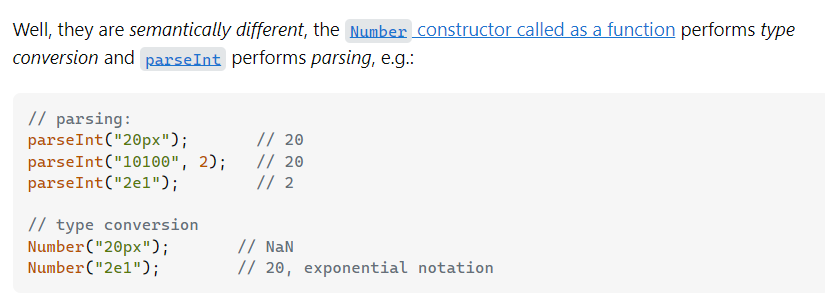 Well, they are semantically different, the Number constructor called as a function performs type
conversion and parseInt performs parsing, e.g.:
// parsing:
parseInt("20px");       // 20
parseInt("10100", 2);   // 20
parseInt("2e1");        // 2
// type conversion
Number("20px");       // NaN
Number("2e1");        // 20, exponential notation